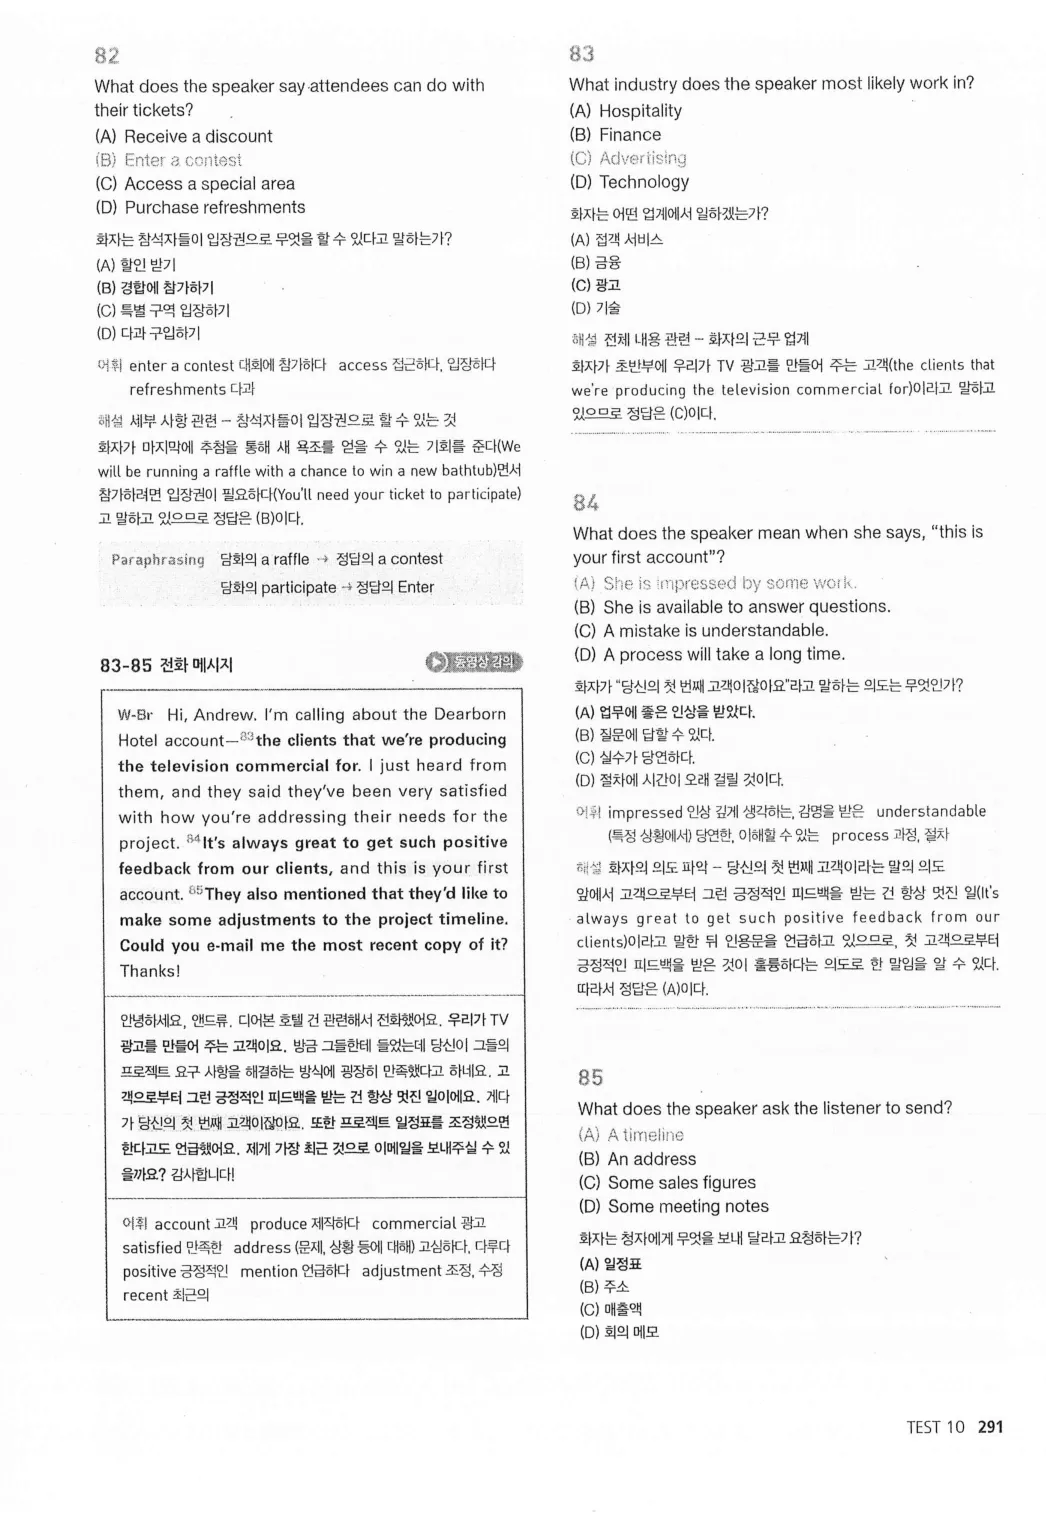 82
What does the speaker say attendees can do with
their tickets?
(A) Receive a discount
(B) Enter a contest
(C) Access a special area
(D) Purchase refreshments
화자는 참석자들이 입장권으로 무엇을 할 수 있다고 말하는가?
(A) 할인 받기
(B) 경합에 참가하기
(C) 특별 구역 입장하기
(D) 다과 구입하기
어휘 enter a contest 대회에 참가하다 access 접근하다, 입장하다
refreshments 다과
해설 세부 사항 관련 – 참석자들이 입장권으로 할 수 있는 것
화자가 마지막에 추첨을 통해 새 욕조를 얻을 수 있는 기회를 준다(We
will be running a raffle with a chance to win a new bathtub)면서
참가하려면 입장권이 필요하다(You'll need your ticket to participate)
고 말하고 있으므로 정답은 (B)이다.
Paraphrasing 담화의 a raffle → 정답의 a contest
담화의 participate → 정답의 Enter
83-85 전화 메시지 동영상 강의
W-Br Hi, Andrew. I'm calling about the Dearborn
Hotel account—83the clients that we're producing
the television commercial for. I just heard from
them, and they said they've been very satisfied
with how you're addressing their needs for the
project. 84It's always great to get such positive
feedback from our clients, and this is your first
account. 85They also mentioned that they'd like to
make some adjustments to the project timeline.
Could you e-mail me the most recent copy of it?
Thanks!
안녕하세요, 앤드류. 디어본 호텔 건 관련해서 전화했어요. 우리가 TV
광고를 만들어 주는 고객이요. 방금 그들한테 들었는데 당신이 그들의
프로젝트 요구 사항을 해결하는 방식에 굉장히 만족했다고 하네요. 고
객으로부터 그런 긍정적인 피드백을 받는 건 항상 멋진 일이에요. 게다
가 당신의 첫 번째 고객이잖아요. 또한 프로젝트 일정표를 조정했으면
한다고도 언급했어요. 제게 가장 최근 것으로 이메일을 보내주실 수 있
을까요? 감사합니다!
어휘 account 고객 produce 제작하다 commercial 광고
satisfied 만족한 address (문제, 상황 등에 대해) 고심하다, 다루다
positive 긍정적인 mention 언급하다 adjustment 조정, 수정
recent 최근의
83
What industry does the speaker most likely work in?
(A) Hospitality
(B) Finance
(C) Advertising
(D) Technology
화자는 어떤 업계에서 일하겠는가?
(A) 접객 서비스
(B) 금융
(C) 광고
(D) 기술
해설 전체 내용 관련 – 화자의 근무 업계
화자가 초반부에 우리가 TV 광고를 만들어 주는 고객(the clients that
we're producing the television commercial for)이라고 말하고
있으므로 정답은 (C)이다.
84
What does the speaker mean when she says, “this is
your first account”?
(A) She is impressed by some work.
(B) She is available to answer questions.
(C) A mistake is understandable.
(D) A process will take a long time.
화자가 “당신의 첫 번째 고객이잖아요”라고 말하는 의도는 무엇인가?
(A) 업무에 좋은 인상을 받았다.
(B) 질문에 답할 수 있다.
(C) 실수가 당연하다.
(D) 절차에 시간이 오래 걸릴 것이다.
어휘 impressed 인상 깊게 생각하는, 감명을 받은 understandable
(특정 상황에서) 당연한, 이해할 수 있는 process 과정, 절차
해설 화자의 의도 파악 – 당신의 첫 번째 고객이라는 말의 의도
앞에서 고객으로부터 그런 긍정적인 피드백을 받는 건 항상 멋진 일(It's
always great to get such positive feedback from our
clients)이라고 말한 뒤 인용문을 언급하고 있으므로, 첫 고객으로부터
긍정적인 피드백을 받은 것이 훌륭하다는 의도로 한 말임을 알 수 있다.
따라서 정답은 (A)이다.
85
What does the speaker ask the listener to send?
(A) A timeline
(B) An address
(C) Some sales figures
(D) Some meeting notes
화자는 청자에게 무엇을 보내 달라고 요청하는가?
(A) 일정표
(B) 주소
(C) 매출액
(D) 회의 메모
TEST 10 291